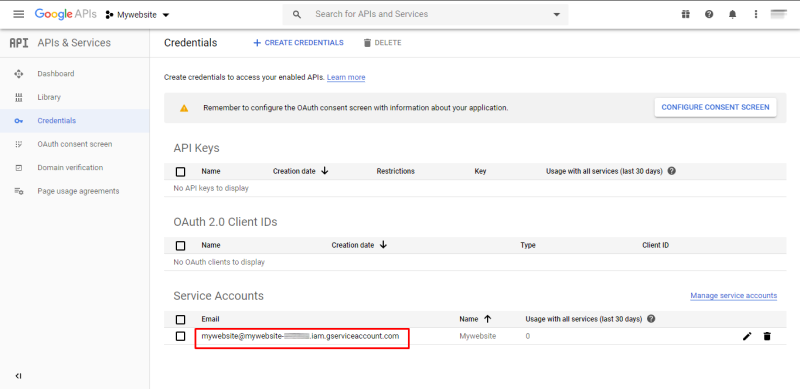 Google APIs Mywebsite Search for APIs and Services
API APIs & Services Credentials + CREATE CREDENTIALS DELETE
Dashboard
Create credentials to access your enabled APIs. Learn more
Library
Remember to configure the OAuth consent screen with information about your application. CONFIGURE CONSENT SCREEN
Credentials
OAuth consent screen
API Keys
Domain verification
Name Creation date Restrictions Key Usage with all services (last 30 days)
Page usage agreements
No API keys to display
OAuth 2.0 Client IDs
Name Creation date Type Client ID
No OAuth clients to display
Service Accounts Manage service accounts
Email Name Usage with all services (last 30 days)
mywebsite@mywebsite- .iam.gserviceaccount.com Mywebsite 0